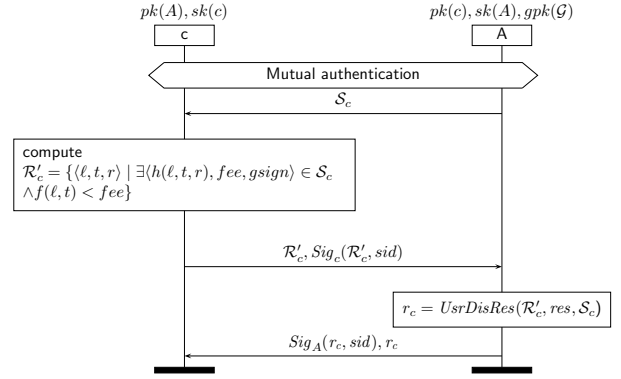 pk(A), sk(c)
pk(c), sk(A), gpk(𝒢)
c
A
Mutual authentication
𝒮_c
compute
ℛ′_c = {⟨ℓ, t, r⟩ | ∃⟨h(ℓ, t, r), fee, gsign⟩ ∈ 𝒮_c
∧f(ℓ, t) < fee}
ℛ′_c, Sig_c(ℛ′_c, sid)
r_c = UsrDisRes(ℛ′_c, res, 𝒮_c)
Sig_A(r_c, sid), r_c